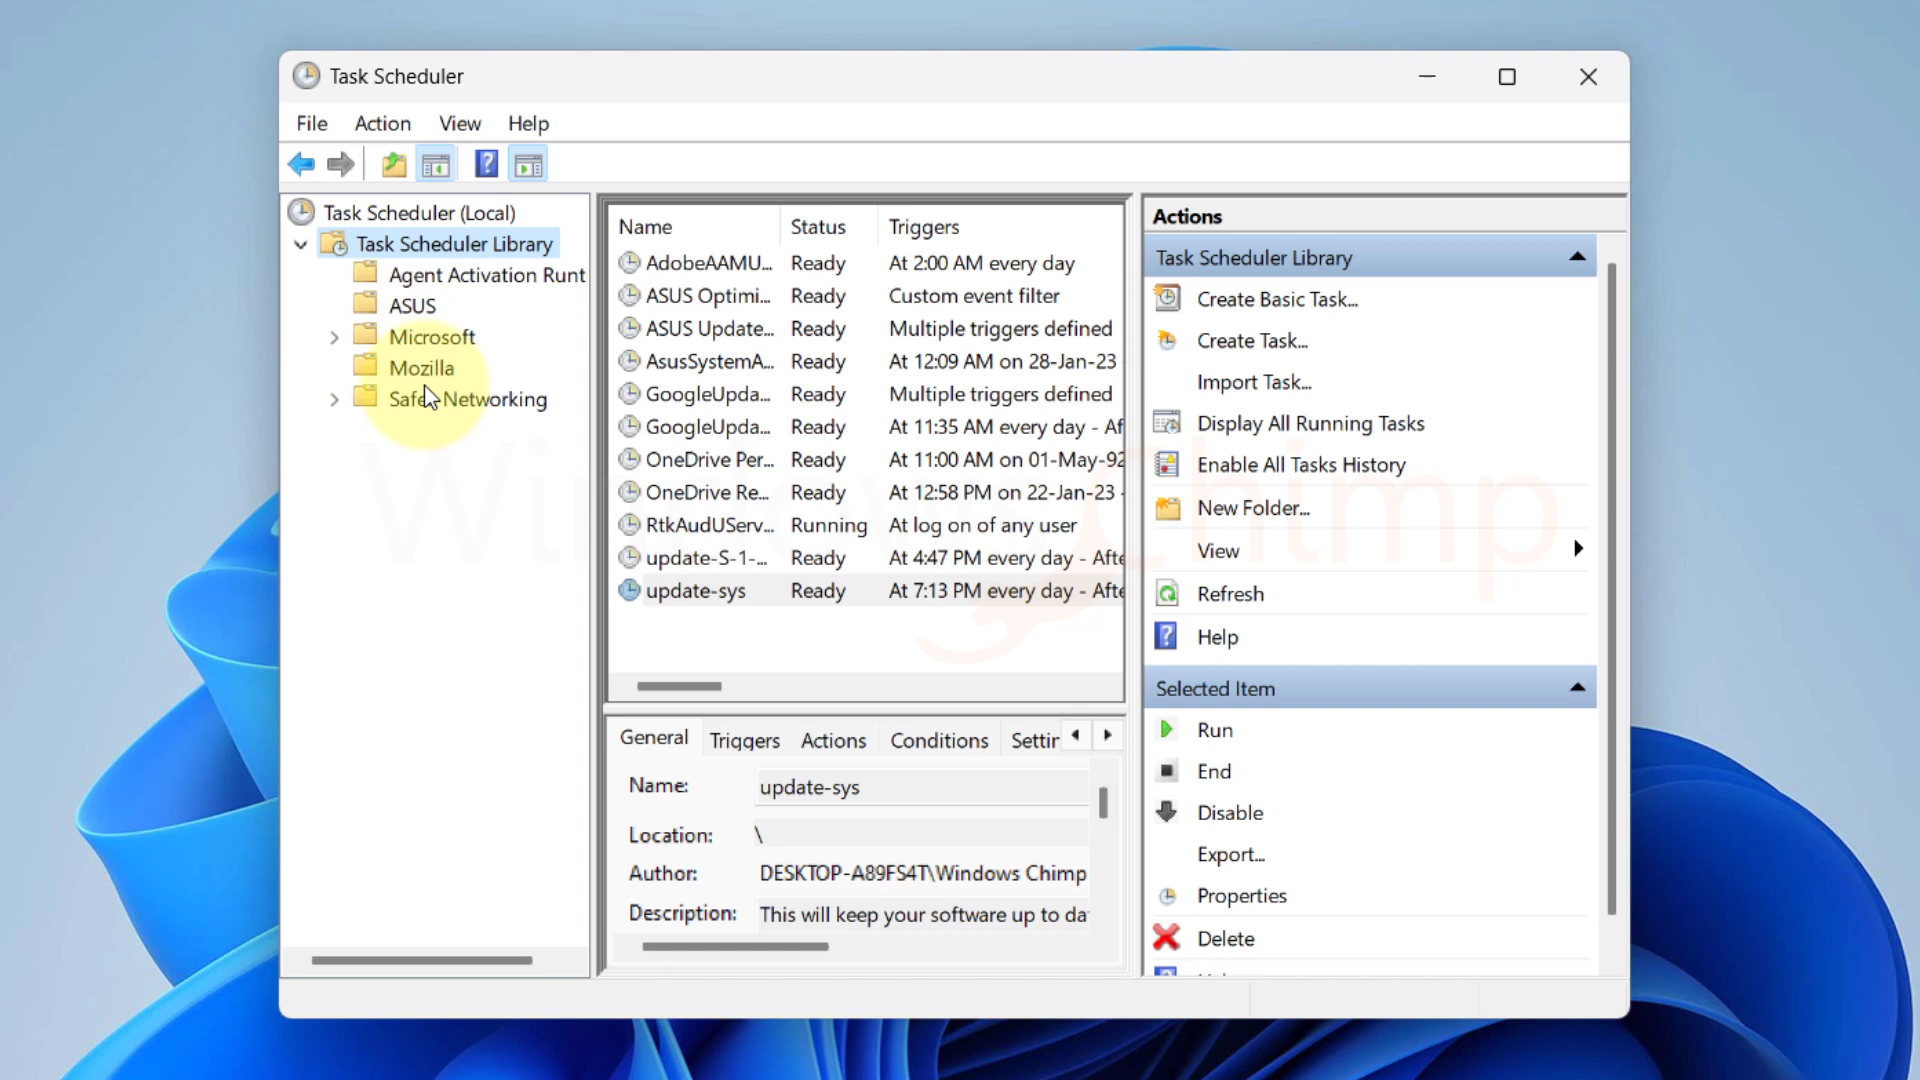 Task Scheduler
File Action View Help
Task Scheduler (Local)
Task Scheduler Library
Agent Activation Runt
ASUS
Microsoft
Mozilla
Safer Networking
Name Status Triggers
AdobeAAMU... Ready At 2:00 AM every day
ASUS Optimi... Ready Custom event filter
ASUS Update... Ready Multiple triggers defined
AsusSystemA... Ready At 12:09 AM on 28-Jan-23
GoogleUpda... Ready Multiple triggers defined
GoogleUpda... Ready At 11:35 AM every day - Af
OneDrive Per... Ready At 11:00 AM on 01-May-92
OneDrive Re... Ready At 12:58 PM on 22-Jan-23 -
RtkAudUServ... Running At log on of any user
update-S-1-... Ready At 4:47 PM every day - Afte
update-sys Ready At 7:13 PM every day - Afte
General Triggers Actions Conditions Settin
Name: update-sys
Location: \
Author: DESKTOP-A89FS4T\Windows Chimp
Description: This will keep your software up to da
Actions
Task Scheduler Library
Create Basic Task...
Create Task...
Import Task...
Display All Running Tasks
Enable All Tasks History
New Folder...
View
Refresh
Help
Selected Item
Run
End
Disable
Export...
Properties
Delete
WindowsChimp